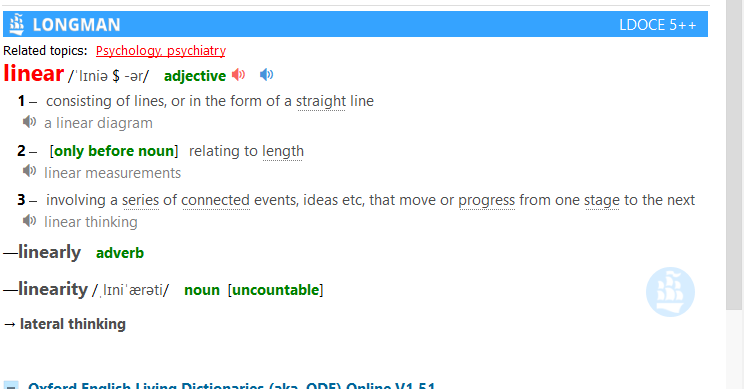 LONGMAN LDOCE 5++
Related topics: Psychology, psychiatry
linear /ˈlɪniə $ -ər/ adjective
1 – consisting of lines, or in the form of a straight line
a linear diagram
2 – [only before noun] relating to length
linear measurements
3 – involving a series of connected events, ideas etc, that move or progress from one stage to the next
linear thinking
—linearly adverb
—linearity /ˌlɪniˈærəti/ noun [uncountable]
→ lateral thinking
Oxford English Living Dictionaries (aka. ODE) Online V1.51